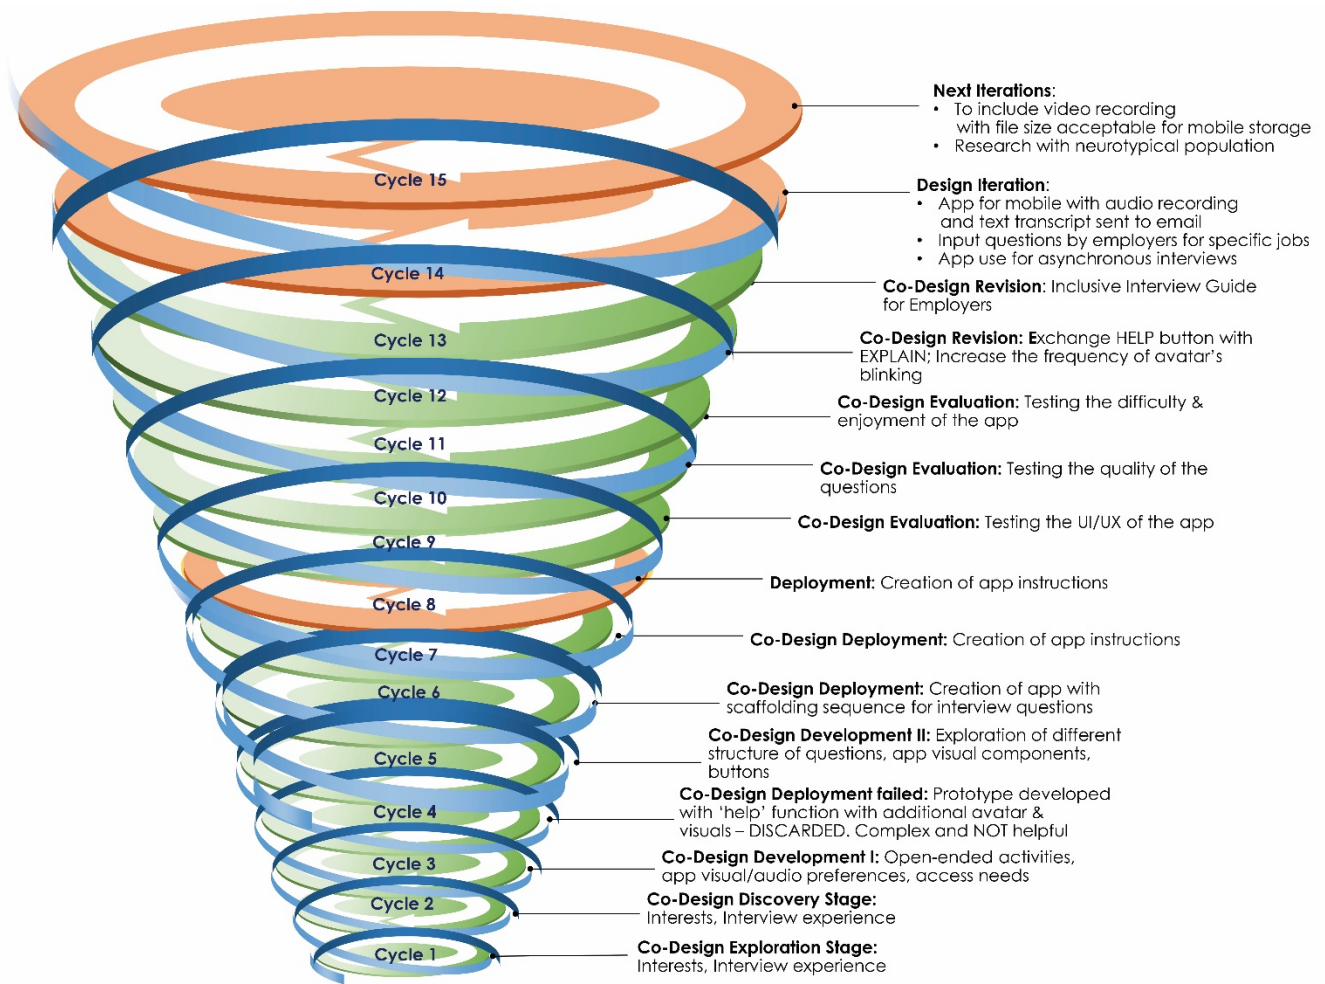 Next Iterations:
• To include video recording
with file size acceptable for mobile storage
• Research with neurotypical population
Cycle 15
Design Iteration:
• App for mobile with audio recording
and text transcript sent to email
• Input questions by employers for specific jobs
• App use for asynchronous interviews
Cycle 14
Co-Design Revision: Inclusive Interview Guide
for Employers
Cycle 13
Co-Design Revision: Exchange HELP button with
EXPLAIN; Increase the frequency of avatar's
blinking
Cycle 12
Co-Design Evaluation: Testing the difficulty &
enjoyment of the app
Cycle 11
Co-Design Evaluation: Testing the quality of the
questions
Cycle 10
Co-Design Evaluation: Testing the UI/UX of the app
Cycle 9
Deployment: Creation of app instructions
Cycle 8
Co-Design Deployment: Creation of app instructions
Cycle 7
Co-Design Deployment: Creation of app with
scaffolding sequence for interview questions
Cycle 6
Co-Design Development II: Exploration of different
structure of questions, app visual components,
buttons
Cycle 5
Co-Design Deployment failed: Prototype developed
with 'help' function with additional avatar &
visuals – DISCARDED. Complex and NOT helpful
Cycle 4
Co-Design Development I: Open-ended activities,
app visual/audio preferences, access needs
Cycle 3
Co-Design Discovery Stage:
Interests, Interview experience
Cycle 2
Co-Design Exploration Stage:
Interests, Interview experience
Cycle 1